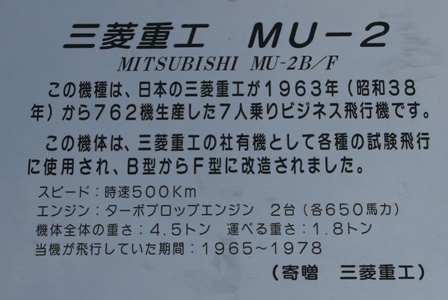 三菱重工　MU－2
MITSUBISHI MU-2B/F
この機種は、日本の三菱重工が1963年（昭和38
年）から762機生産した7人乗りビジネス飛行機です。
この機体は、三菱重工の社有機として各種の試験飛行
に使用され、B型からF型に改造されました。
スピード：時速500Km
エンジン：ターボプロップエンジン　2台（各650馬力）
機体全体の重さ：4.5トン　運べる重さ：1.8トン
当機が飛行していた期間：1965～1978
（寄贈　三菱重工）